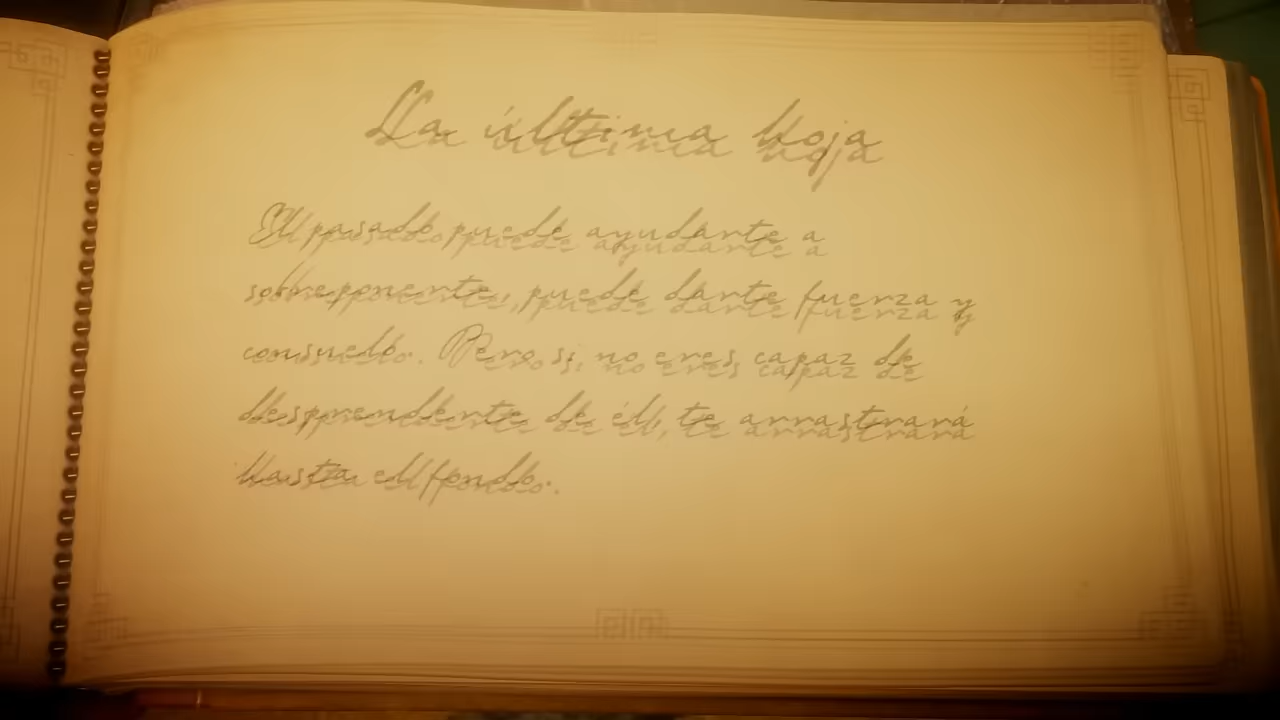 La última hoja
El pasado puede ayudarte a
sobreponerte, puede darte fuerza y
consuelo. Pero si no eres capaz de
desprenderte de él, te arrastrará
hasta el fondo.